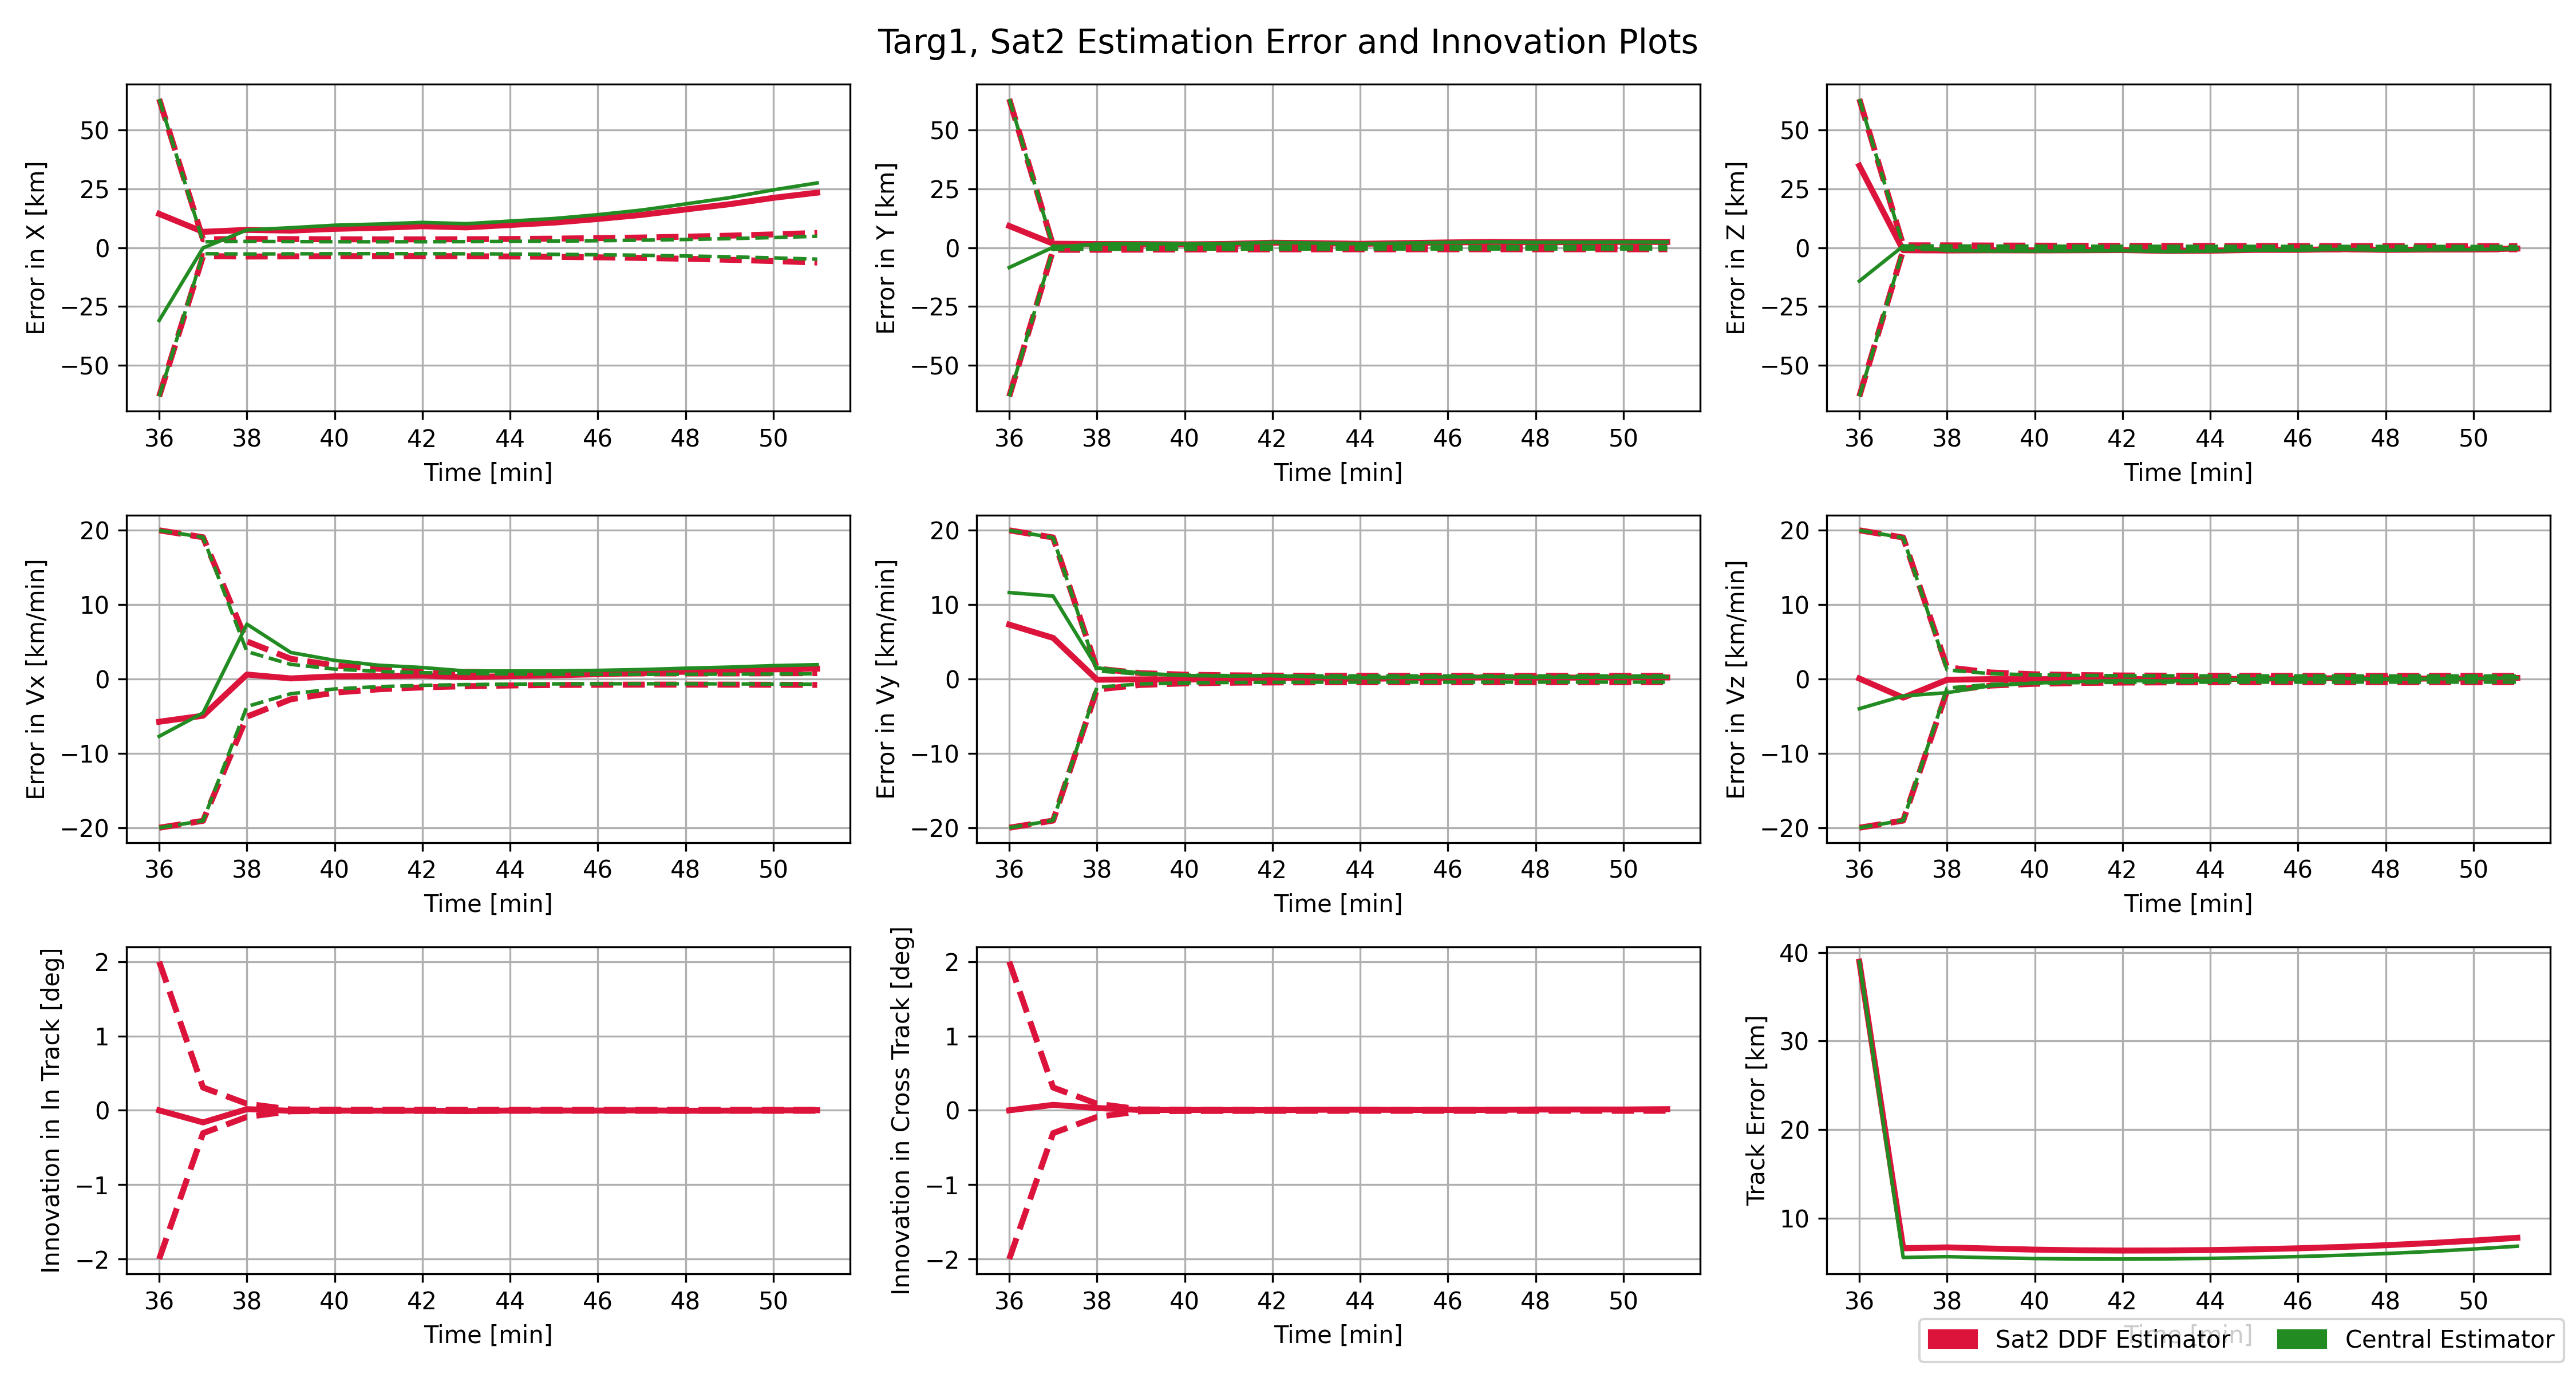 Targ1, Sat2 Estimation Error and Innovation Plots
Error in X [km]
50
25
0
−25
−50
36 38 40 42 44 46 48 50
Time [min]
Error in Y [km]
50
25
0
−25
−50
36 38 40 42 44 46 48 50
Time [min]
Error in Z [km]
50
25
0
−25
−50
36 38 40 42 44 46 48 50
Time [min]
Error in Vx [km/min]
20
10
0
−10
−20
36 38 40 42 44 46 48 50
Time [min]
Error in Vy [km/min]
20
10
0
−10
−20
36 38 40 42 44 46 48 50
Time [min]
Error in Vz [km/min]
20
10
0
−10
−20
36 38 40 42 44 46 48 50
Time [min]
Innovation in In Track [deg]
2
1
0
−1
−2
36 38 40 42 44 46 48 50
Time [min]
Innovation in Cross Track [deg]
2
1
0
−1
−2
36 38 40 42 44 46 48 50
Time [min]
Track Error [km]
40
30
20
10
36 38 40 42 44 46 48 50
Time [min]
Sat2 DDF Estimator
Central Estimator